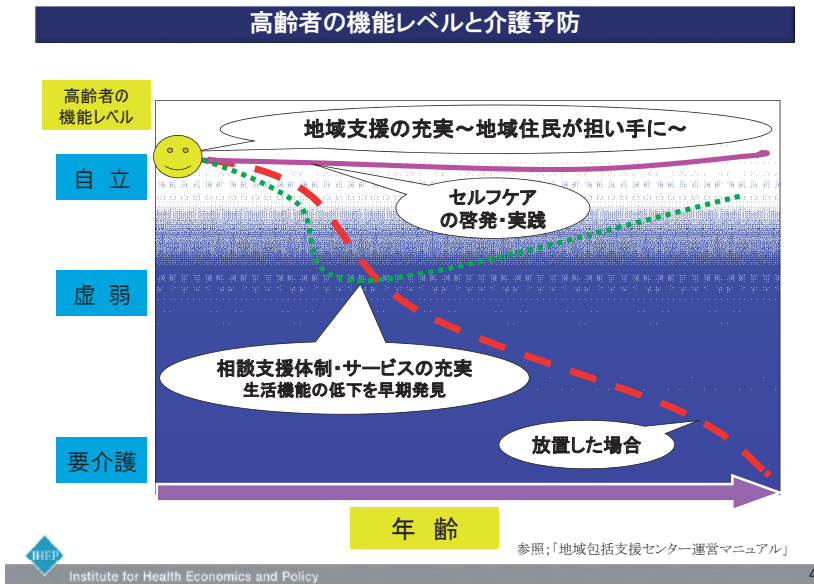 高齢者の機能レベルと介護予防
高齢者の
機能レベル
地域支援の充実～地域住民が担い手に～
自 立
セルフケア
の啓発・実践
虚 弱
相談支援体制・サービスの充実
生活機能の低下を早期発見
放置した場合
要介護
年 齢
参照；「地域包括支援センター運営マニュアル」
IHEP
Institute for Health Economics and Policy